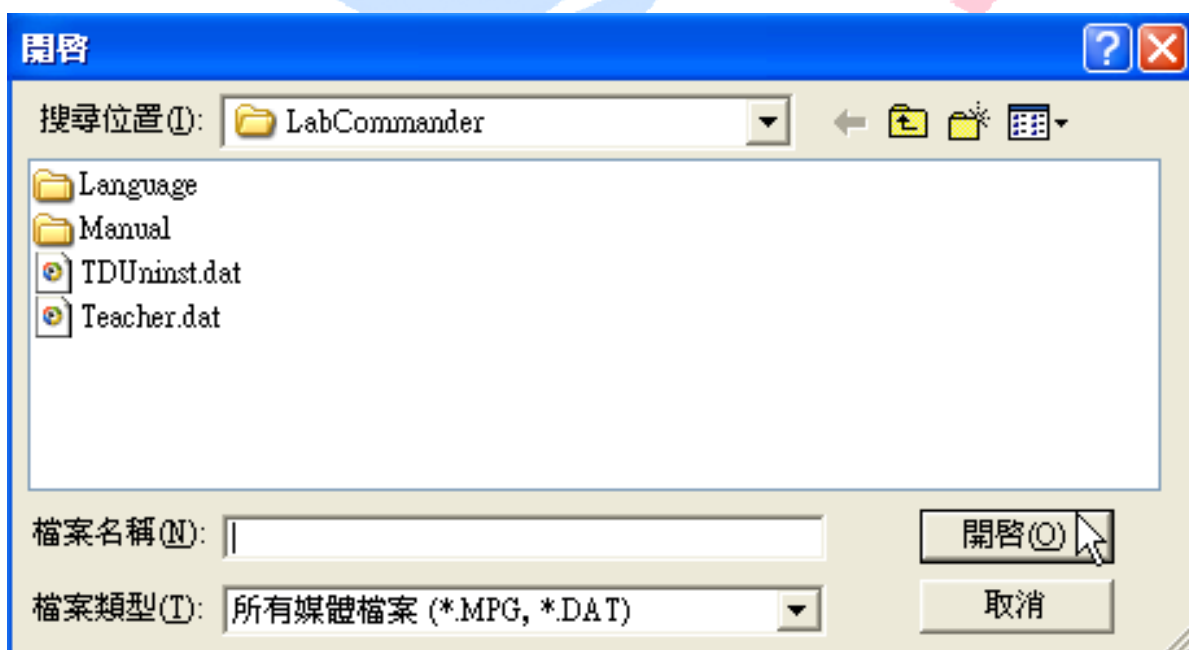 開啓
搜尋位置(I): LabCommander
Language
Manual
TDUninst.dat
Teacher.dat
檔案名稱(N):
開啓(O)
檔案類型(T): 所有媒體檔案 (*.MPG, *.DAT)
取消